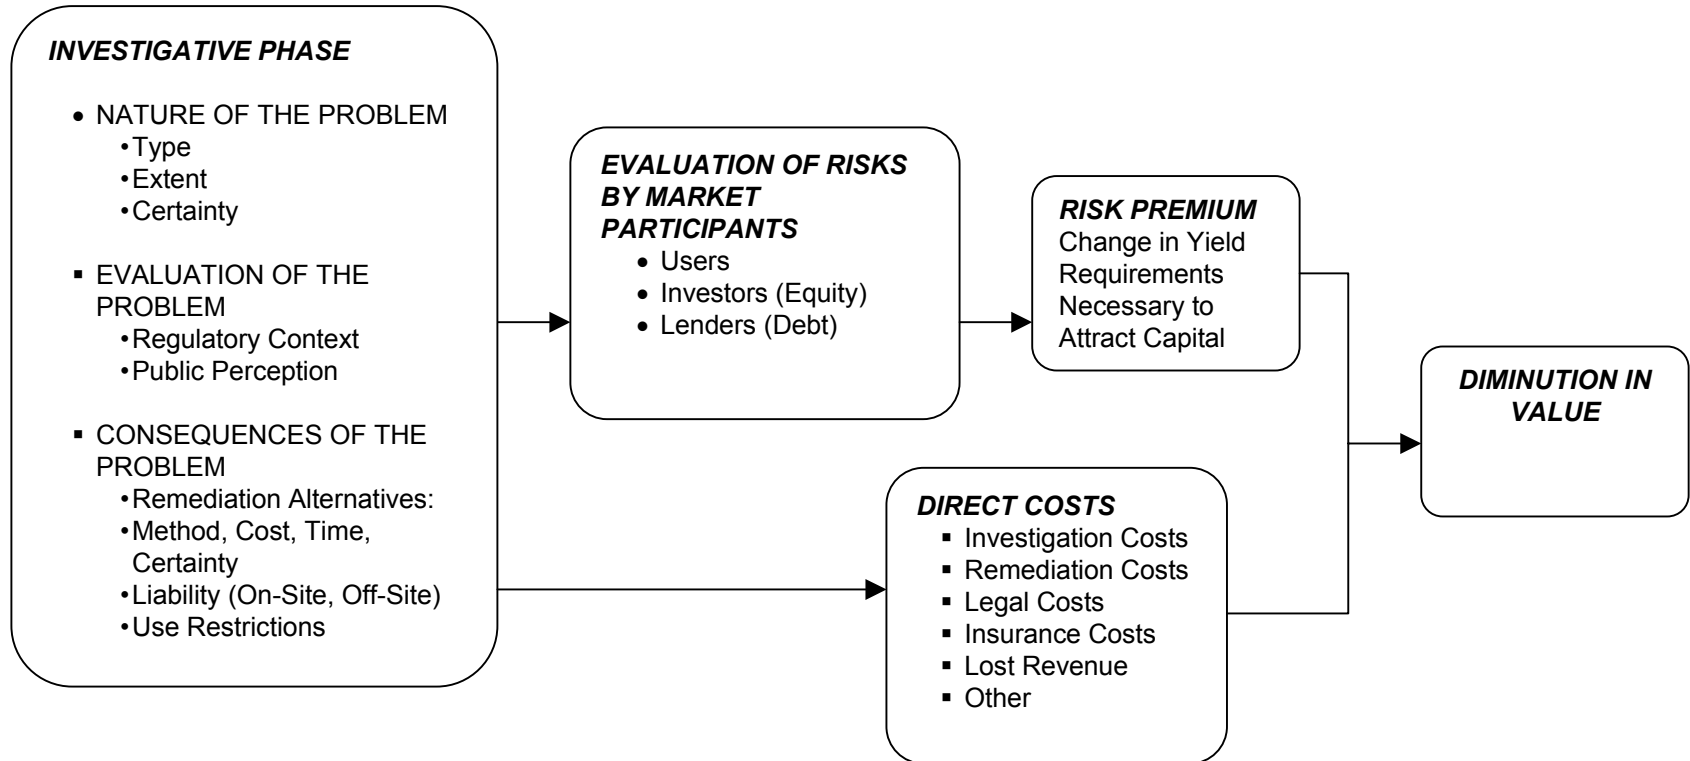 INVESTIGATIVE PHASE
• NATURE OF THE PROBLEM
•Type
•Extent
•Certainty
▪ EVALUATION OF THE
PROBLEM
•Regulatory Context
•Public Perception
▪ CONSEQUENCES OF THE
PROBLEM
•Remediation Alternatives:
•Method, Cost, Time,
Certainty
•Liability (On-Site, Off-Site)
•Use Restrictions
EVALUATION OF RISKS
BY MARKET
PARTICIPANTS
• Users
• Investors (Equity)
• Lenders (Debt)
RISK PREMIUM
Change in Yield
Requirements
Necessary to
Attract Capital
DIRECT COSTS
▪ Investigation Costs
▪ Remediation Costs
▪ Legal Costs
▪ Insurance Costs
▪ Lost Revenue
▪ Other
DIMINUTION IN
VALUE